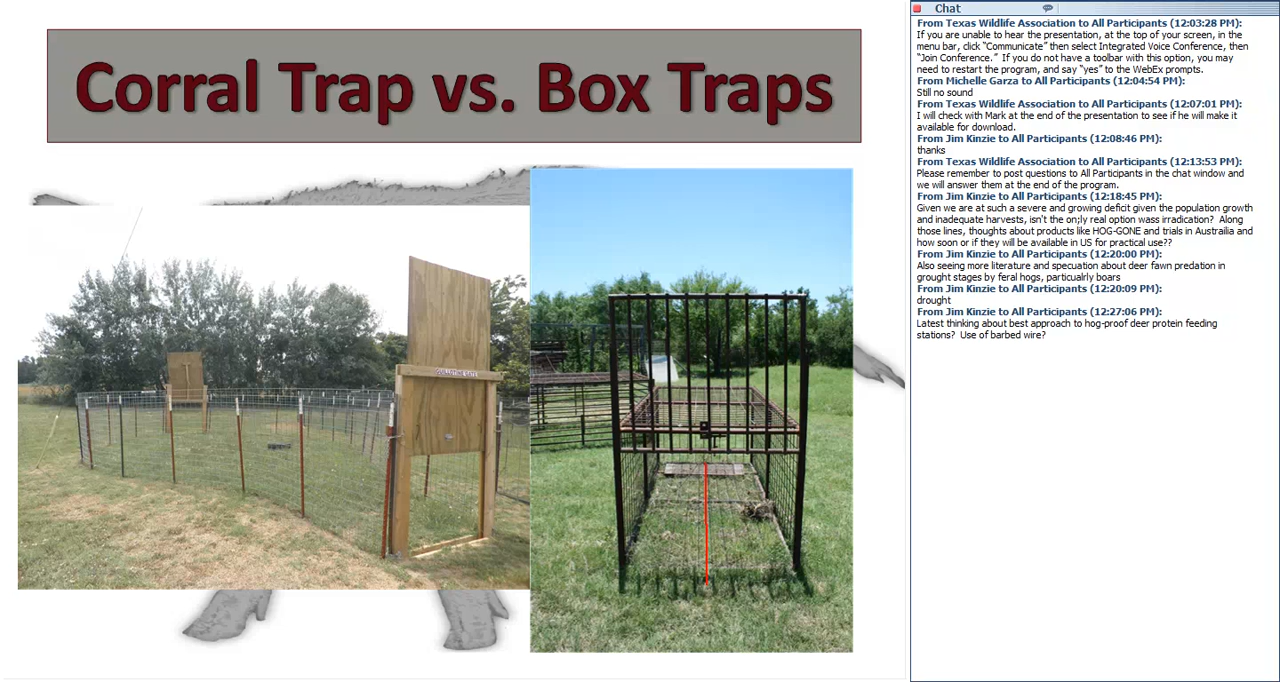 Corral Trap vs. Box Traps
GUILLOTINE GATE
Chat
From Texas Wildlife Association to All Participants (12:03:28 PM):
If you are unable to hear the presentation, at the top of your screen, in the
menu bar, click "Communicate" then select Integrated Voice Conference, then
"Join Conference."  If you do not have a toolbar with this option, you may
need to restart the program, and say "yes" to the WebEx prompts.
From Michelle Garza to All Participants (12:04:54 PM):
Still no sound
From Texas Wildlife Association to All Participants (12:07:01 PM):
I will check with Mark at the end of the presentation to see if he will make it
available for download.
From Jim Kinzie to All Participants (12:08:46 PM):
thanks
From Texas Wildlife Association to All Participants (12:13:53 PM):
Please remember to post questions to All Participants in the chat window and
we will answer them at the end of the program.
From Jim Kinzie to All Participants (12:18:45 PM):
Given we are at such a severe and growing deficit given the population growth
and inadequate harvests, isn't the on;ly real option wass irradication?  Along
those lines, thoughts about products like HOG-GONE and trials in Austrailia and
how soon or if they will be available in US for practical use??
From Jim Kinzie to All Participants (12:20:00 PM):
Also seeing more literature and specuation about deer fawn predation in
grought stages by feral hogs, particualrly boars
From Jim Kinzie to All Participants (12:20:09 PM):
drought
From Jim Kinzie to All Participants (12:27:06 PM):
Latest thinking about best approach to hog-proof deer protein feeding
stations?  Use of barbed wire?